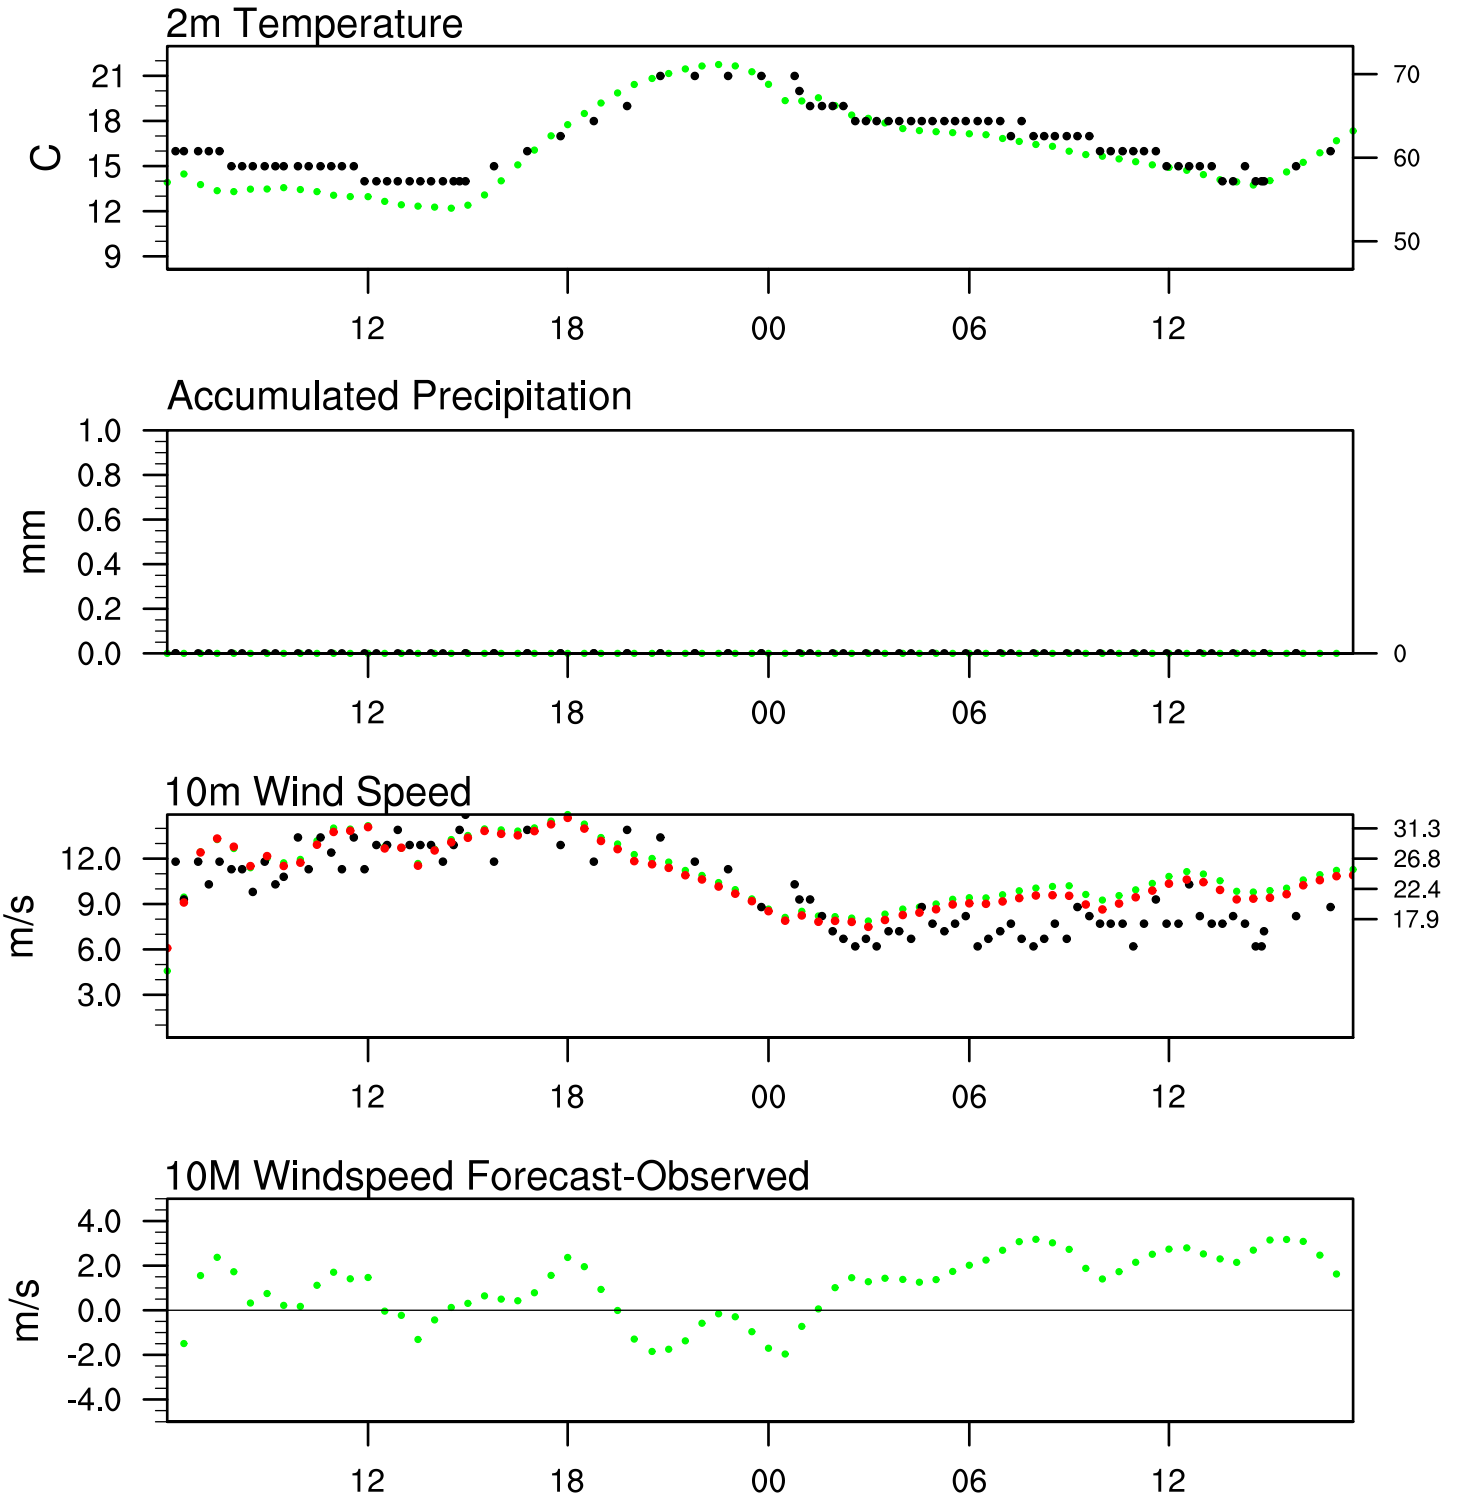 2m Temperature
21
18
15
12
9
C
70
60
50
12 18 00 06 12
Accumulated Precipitation
1.0
0.8
0.6
0.4
0.2
0.0
mm
0
12 18 00 06 12
10m Wind Speed
12.0
9.0
6.0
3.0
m/s
31.3
26.8
22.4
17.9
12 18 00 06 12
10M Windspeed Forecast-Observed
4.0
2.0
0.0
-2.0
-4.0
m/s
12 18 00 06 12